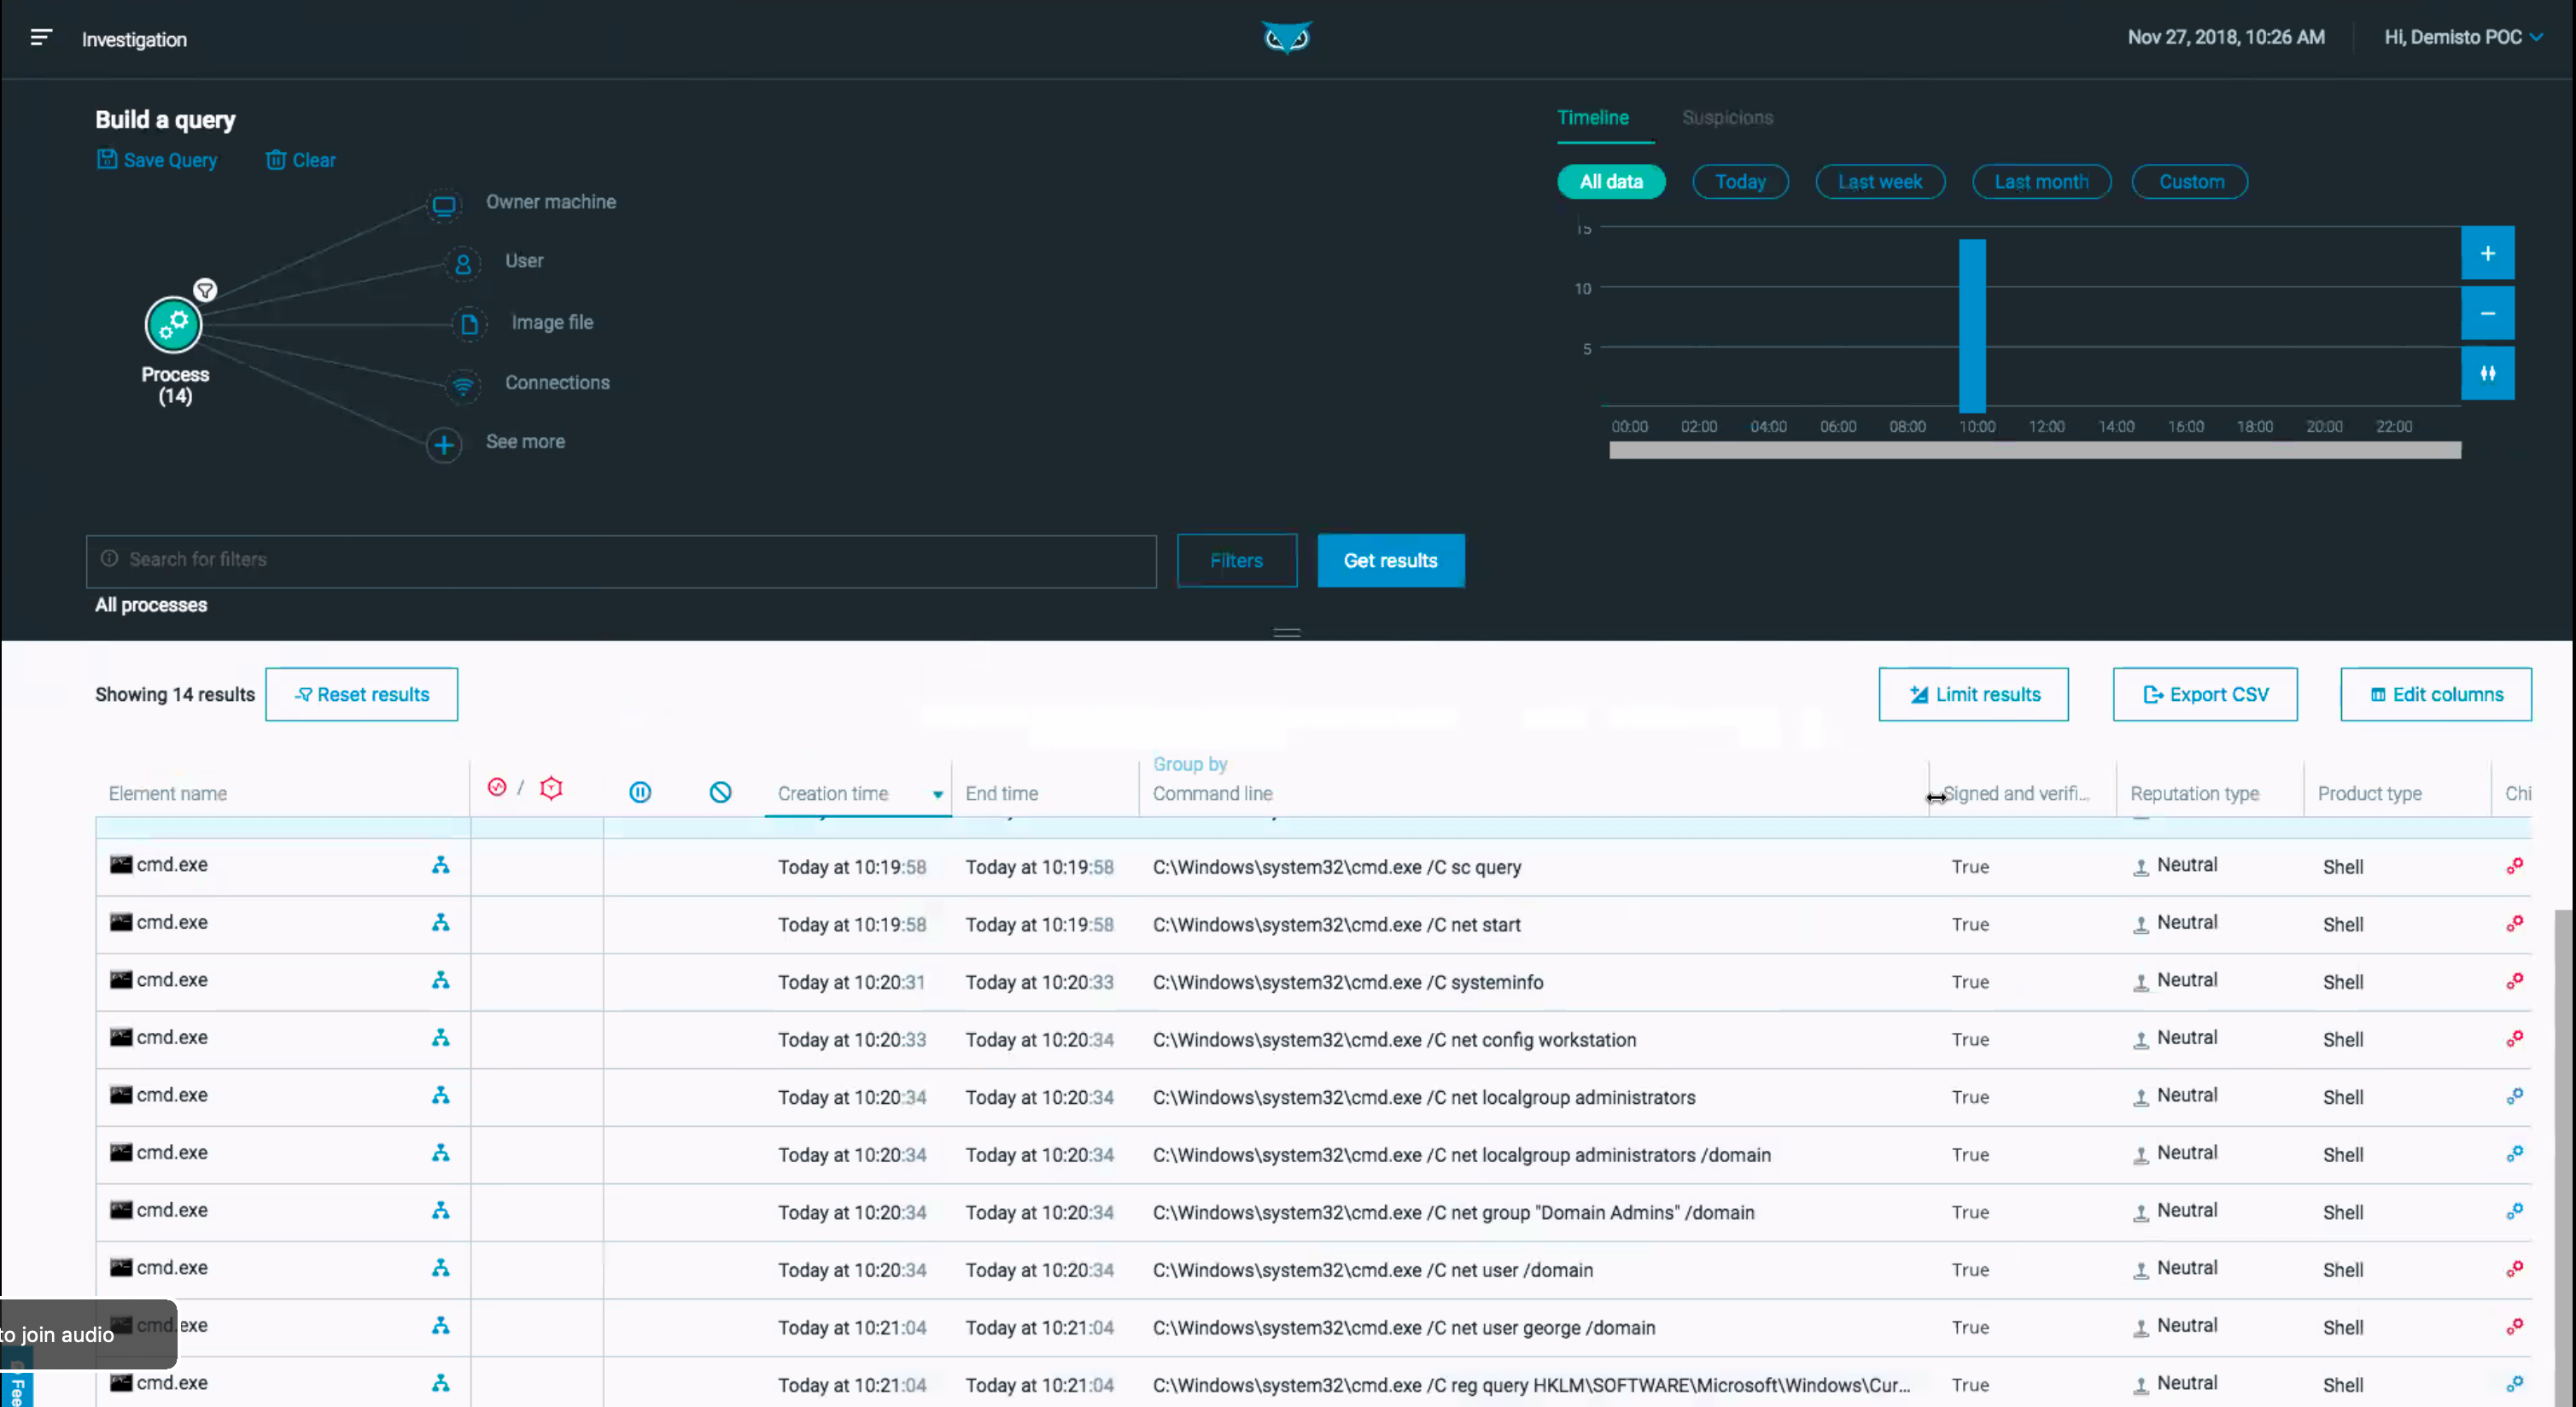 Investigation
Nov 27, 2018, 10:26 AM
Hi, Demisto POC
Build a query
Save Query Clear
Owner machine
User
Image file
Connections
See more
Process
(14)
Timeline Suspicions
All data Today Last week Last month Custom
15
10
5
00:00 02:00 04:00 06:00 08:00 10:00 12:00 14:00 16:00 18:00 20:00 22:00
Search for filters Filters Get results
All processes
Showing 14 results Reset results Limit results Export CSV Edit columns
Group by
Element name / Creation time End time Command line Signed and verifi... Reputation type Product type Chi
cmd.exe Today at 10:19:58 Today at 10:19:58 C:\Windows\system32\cmd.exe /C sc query True Neutral Shell
cmd.exe Today at 10:19:58 Today at 10:19:58 C:\Windows\system32\cmd.exe /C net start True Neutral Shell
cmd.exe Today at 10:20:31 Today at 10:20:33 C:\Windows\system32\cmd.exe /C systeminfo True Neutral Shell
cmd.exe Today at 10:20:33 Today at 10:20:34 C:\Windows\system32\cmd.exe /C net config workstation True Neutral Shell
cmd.exe Today at 10:20:34 Today at 10:20:34 C:\Windows\system32\cmd.exe /C net localgroup administrators True Neutral Shell
cmd.exe Today at 10:20:34 Today at 10:20:34 C:\Windows\system32\cmd.exe /C net localgroup administrators /domain True Neutral Shell
cmd.exe Today at 10:20:34 Today at 10:20:34 C:\Windows\system32\cmd.exe /C net group "Domain Admins" /domain True Neutral Shell
cmd.exe Today at 10:20:34 Today at 10:20:34 C:\Windows\system32\cmd.exe /C net user /domain True Neutral Shell
cmd.exe Today at 10:21:04 Today at 10:21:04 C:\Windows\system32\cmd.exe /C net user george /domain True Neutral Shell
to join audio
cmd.exe Today at 10:21:04 Today at 10:21:04 C:\Windows\system32\cmd.exe /C reg query HKLM\SOFTWARE\Microsoft\Windows\Cur... True Neutral Shell
Fee